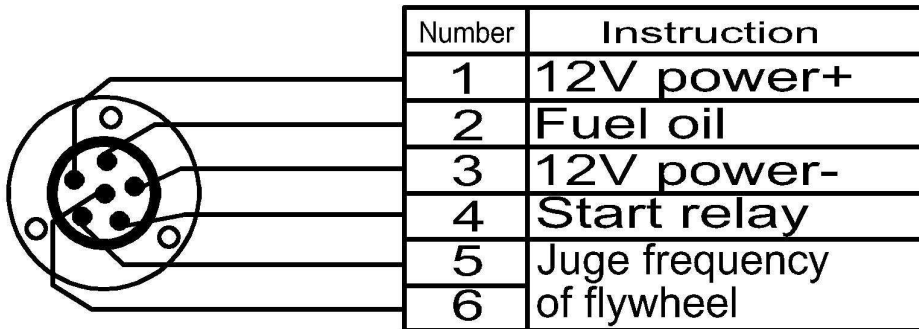 Number Instruction
1 12V power+
2 Fuel oil
3 12V power-
4 Start relay
5 Juge frequency
6 of flywheel